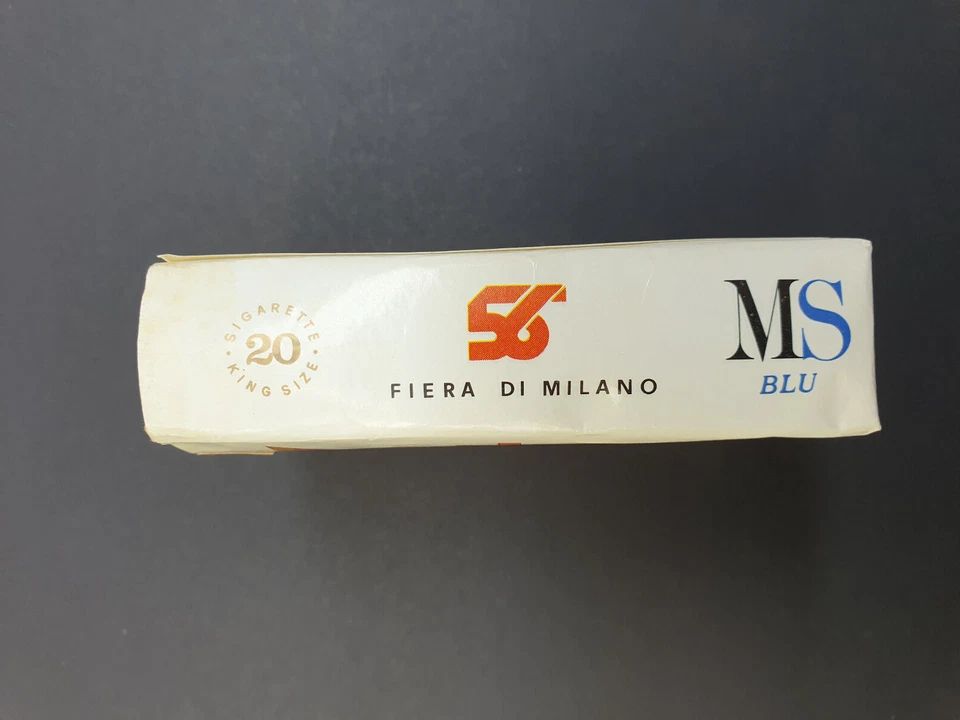 SIGARETTE
20
KING SIZE
56
FIERA DI MILANO
MS
BLU